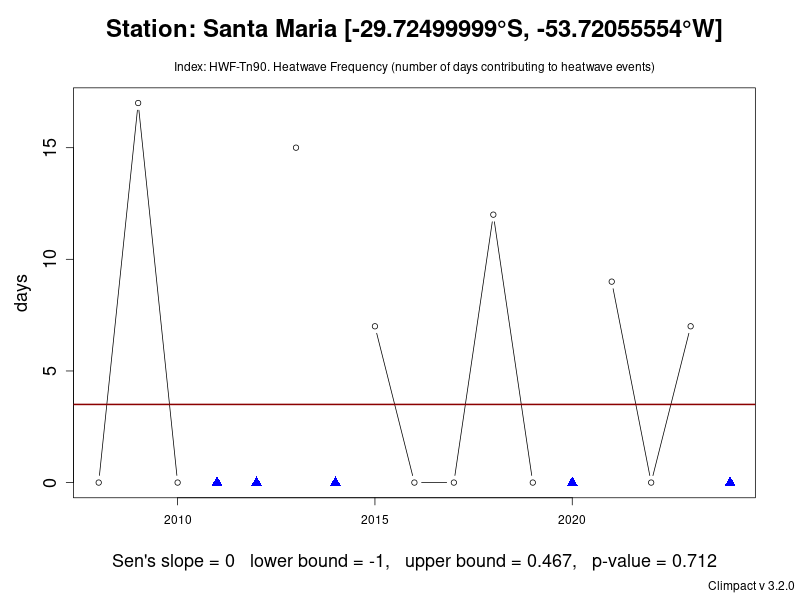 Station: Santa Maria [-29.72499999°S, -53.72055554°W]
Index: HWF-Tn90. Heatwave Frequency (number of days contributing to heatwave events)
15
10
5
0
days
2010 2015 2020
Sen's slope = 0 lower bound = -1, upper bound = 0.467, p-value = 0.712
Climpact v 3.2.0